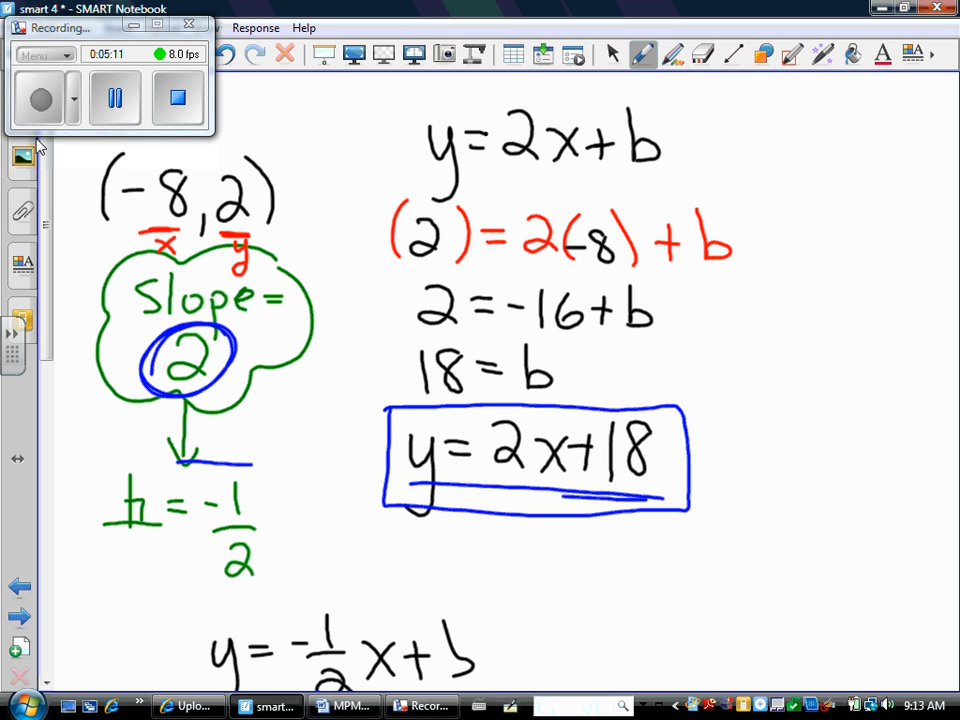 smart 4 * - SMART Notebook
Recording...
Response Help
Menu 0:05:11 8.0 fps
(-8, 2)
x y
Slope =
2
h = -1/2
y = 2x + b
(2) = 2(-8) + b
2 = -16 + b
18 = b
y = 2x + 18
y = -1/2 x + b
Uplo... smart... MPM... Recor... 9:13 AM